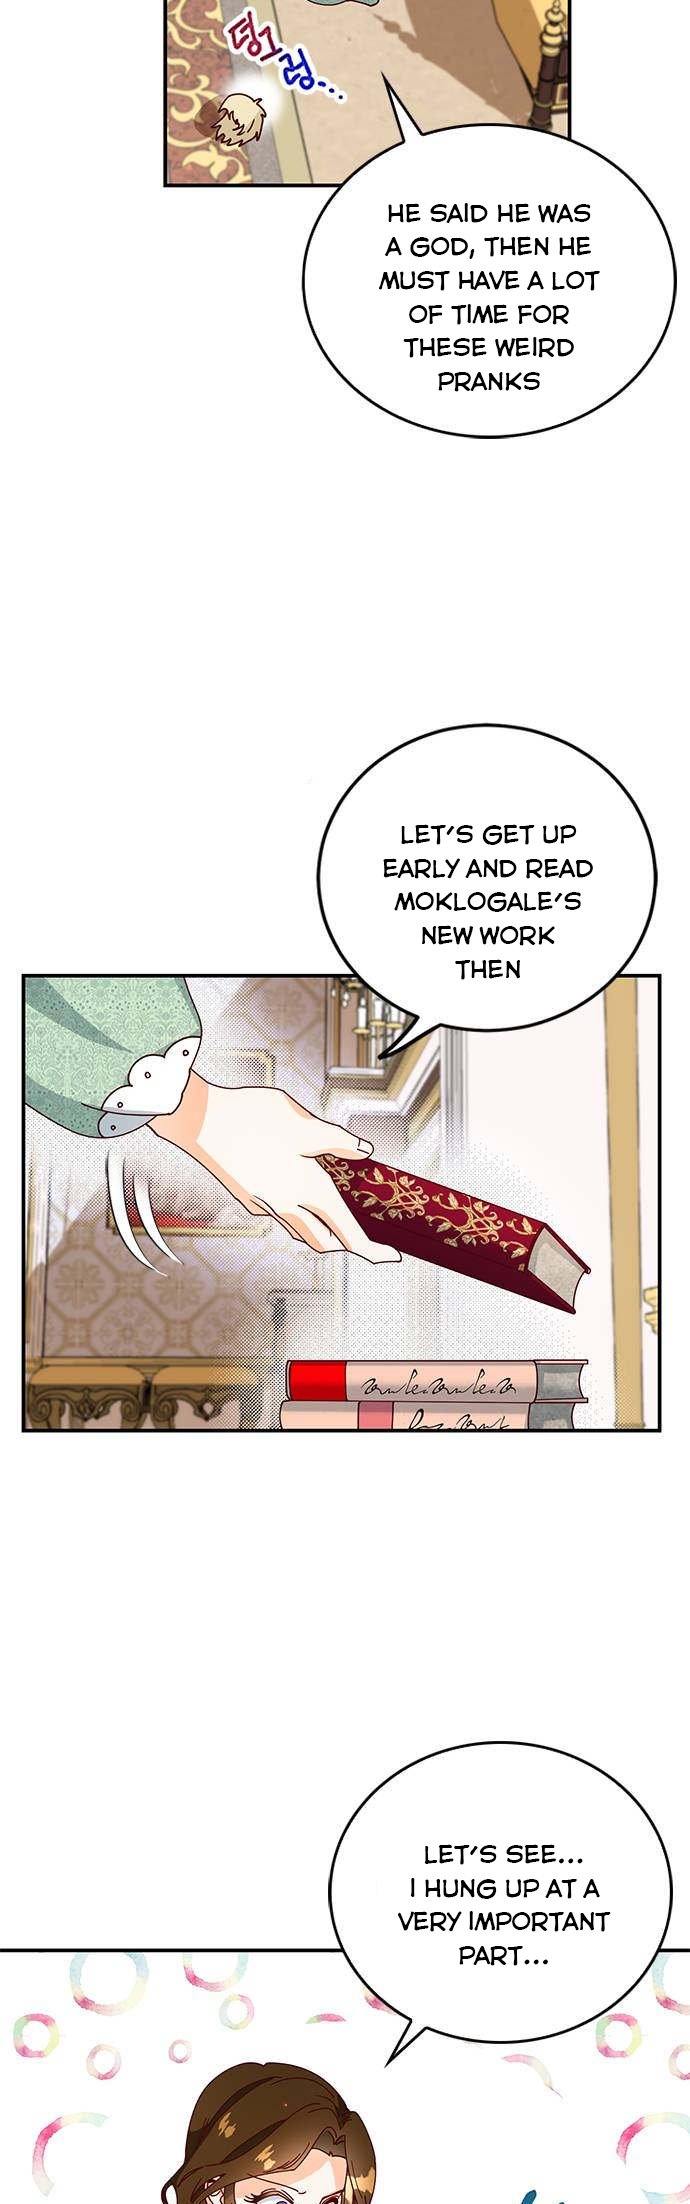 덩그렁...
HE SAID HE WAS
A GOD, THEN HE
MUST HAVE A LOT
OF TIME FOR
THESE WEIRD
PRANKS
LET'S GET UP
EARLY AND READ
MOKLOGALE'S
NEW WORK
THEN
LET'S SEE...
I HUNG UP AT A
VERY IMPORTANT
PART...